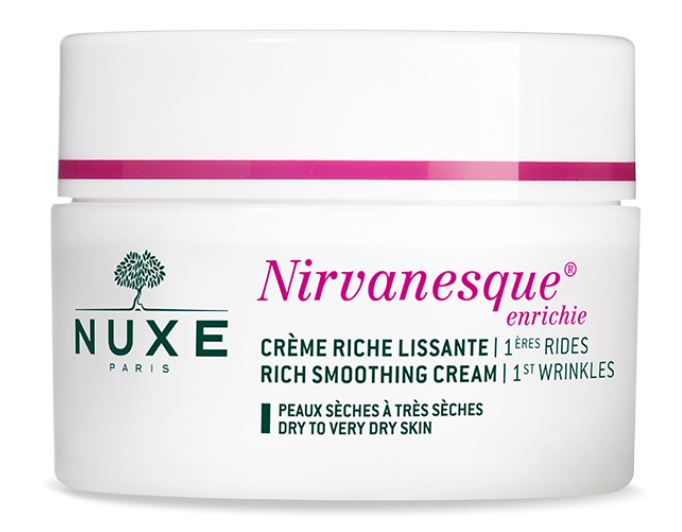 NUXE
PARIS
Nirvanesque®
enrichie
CRÈME RICHE LISSANTE | 1ÈRES RIDES
RICH SMOOTHING CREAM | 1ST WRINKLES
PEAUX SÈCHES À TRÈS SÈCHES
DRY TO VERY DRY SKIN